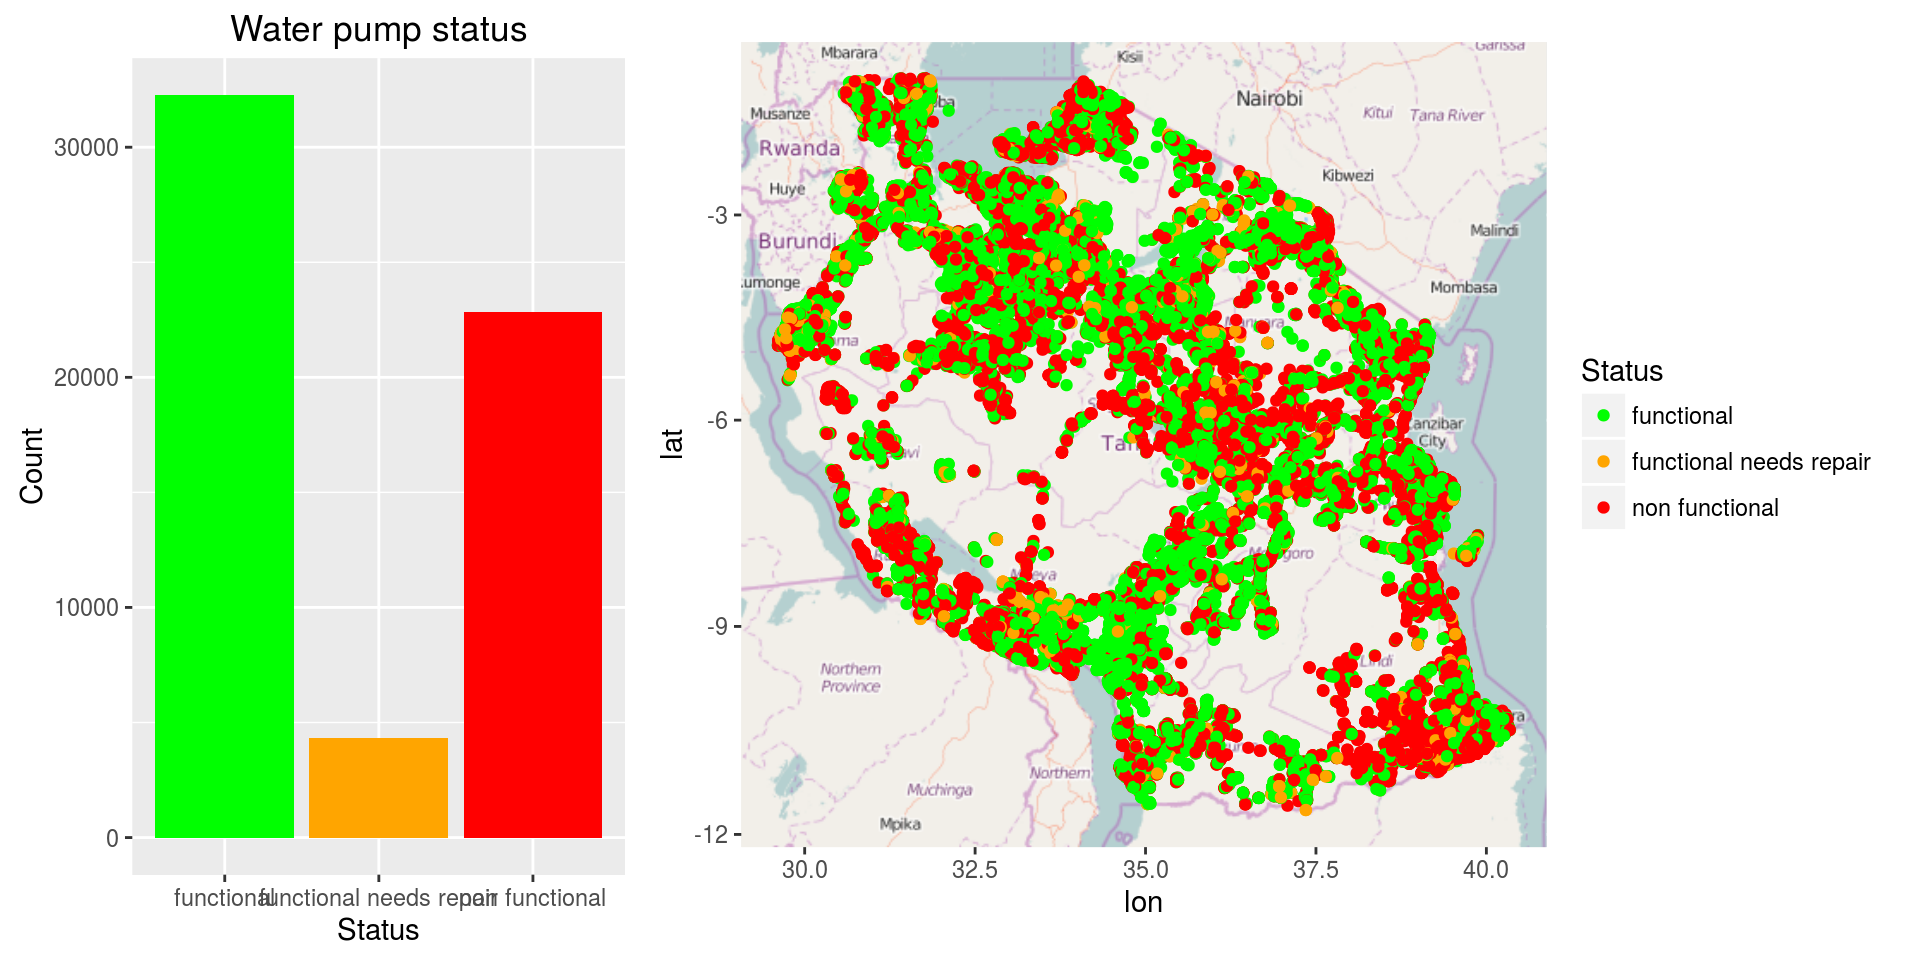 Water pump status
Count
30000
20000
10000
0
functional
functional needs repair
non functional
Status
lat
-3
-6
-9
-12
Mbarara
Kisii
Garissa
Musanze
Nairobi
Kitui
Tana River
Rwanda
Huye
Kibwezi
Burundi
Malindi
Mombasa
City
Northern
Province
Lindi
Northern
Muchinga
Mpika
30.0
32.5
35.0
37.5
40.0
lon
Status
functional
functional needs repair
non functional